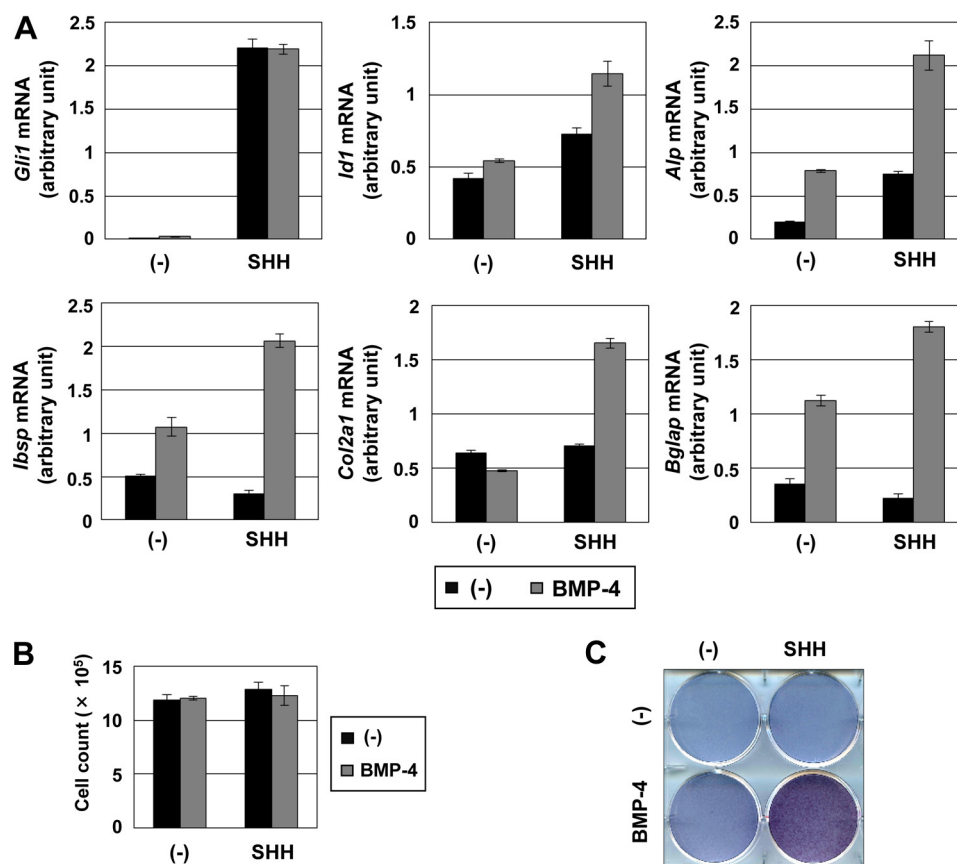 A
Gli1 mRNA
(arbitrary unit)
2.5
2
1.5
1
0.5
0
(-) SHH
Id1 mRNA
(arbitrary unit)
1.5
1
0.5
0
(-) SHH
Alp mRNA
(arbitrary unit)
2.5
2
1.5
1
0.5
0
(-) SHH
Ibsp mRNA
(arbitrary unit)
2.5
2
1.5
1
0.5
0
(-) SHH
Col2a1 mRNA
(arbitrary unit)
2
1.5
1
0.5
0
(-) SHH
Bglap mRNA
(arbitrary unit)
2
1.5
1
0.5
0
(-) SHH
(-) BMP-4
B
Cell count (× 10⁵)
15
10
5
0
(-) SHH
(-)
BMP-4
C
(-) SHH
(-)
BMP-4